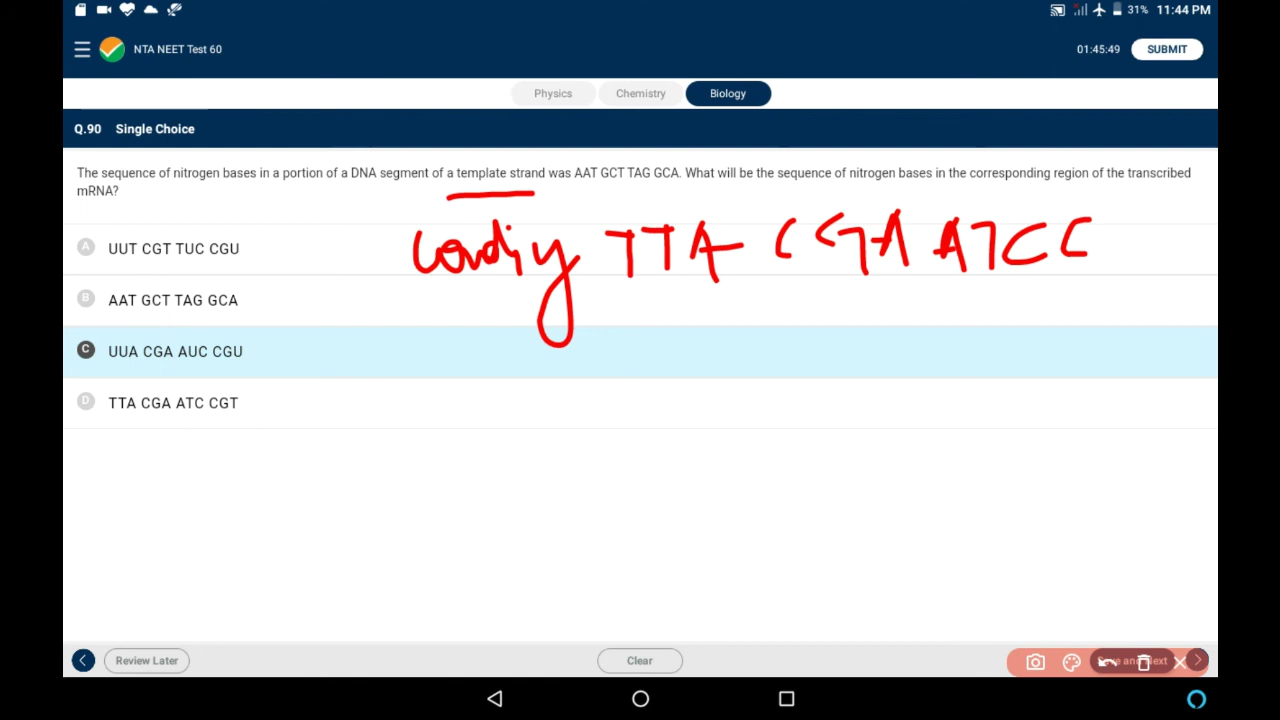 31% 11:44 PM
NTA NEET Test 60
01:45:49 SUBMIT
Physics Chemistry Biology
Q.90 Single Choice
The sequence of nitrogen bases in a portion of a DNA segment of a template strand was AAT GCT TAG GCA. What will be the sequence of nitrogen bases in the corresponding region of the transcribed
mRNA?
TTA CGA ATCC
A UUT CGT TUC CGU
B AAT GCT TAG GCA
C UUA CGA AUC CGU
D TTA CGA ATC CGT
Review Later Clear Save and Next